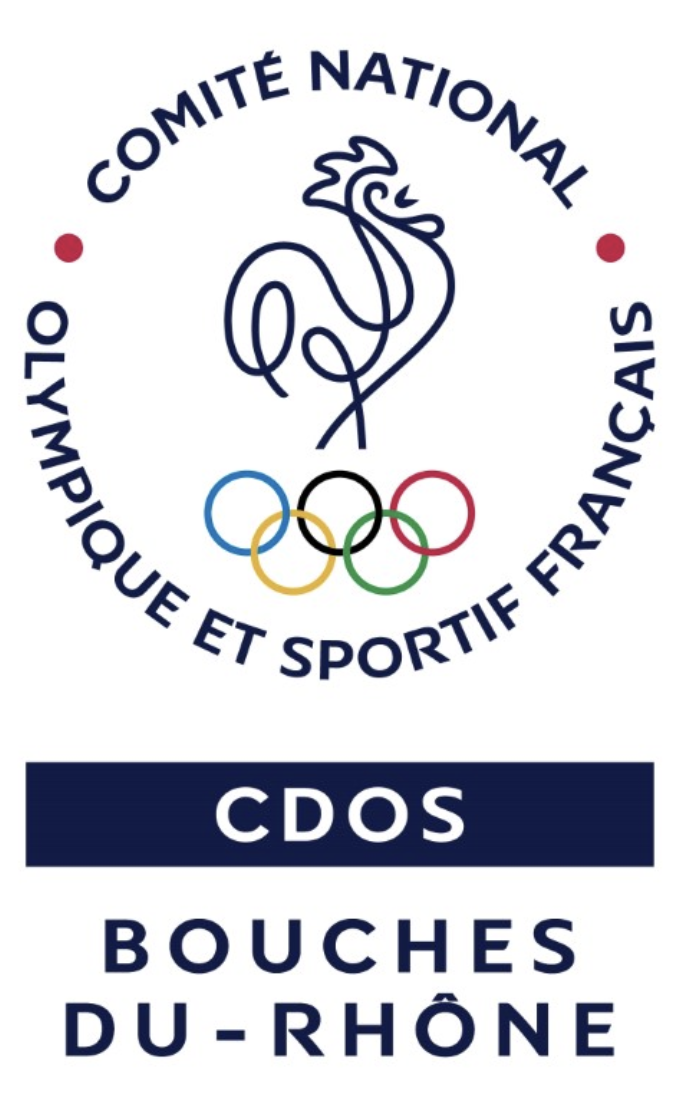 COMITÉ NATIONAL
OLYMPIQUE ET SPORTIF FRANÇAIS
CDOS
BOUCHES
DU-RHÔNE